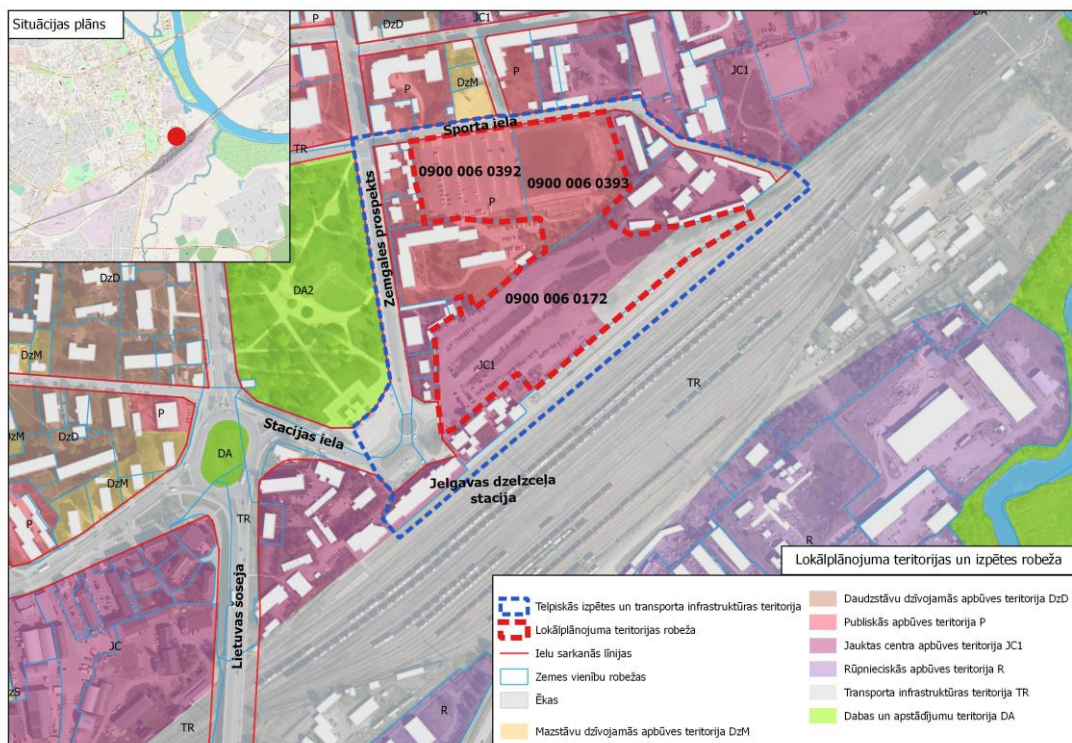 Situācijas plāns
P
DzD
JC1
DA
P
DzM
P
JC1
TR
Sporta iela
0900 006 0392
0900 006 0393
P
Zemgales prospekts
DzD
DA2
0900 006 0172
DzM
JC1
TR
P
Stacijas iela
DzD
DA
DzM
Jelgavas dzelzceļa
stacija
P
TR
R
Lietuvas šoseja
JC
TR
R
Lokālplānojuma teritorijas un izpētes robeža
Telpiskās izpētes un transporta infrastruktūras teritorija
Lokālplānojuma teritorijas robeža
Ielu sarkanās līnijas
Zemes vienību robežas
Ēkas
Mazstāvu dzīvojamās apbūves teritorija DzM
Daudzstāvu dzīvojamās apbūves teritorija DzD
Publiskās apbūves teritorija P
Jauktas centra apbūves teritorija JC1
Rūpnieciskās apbūves teritorija R
Transporta infrastruktūras teritorija TR
Dabas un apstādījumu teritorija DA